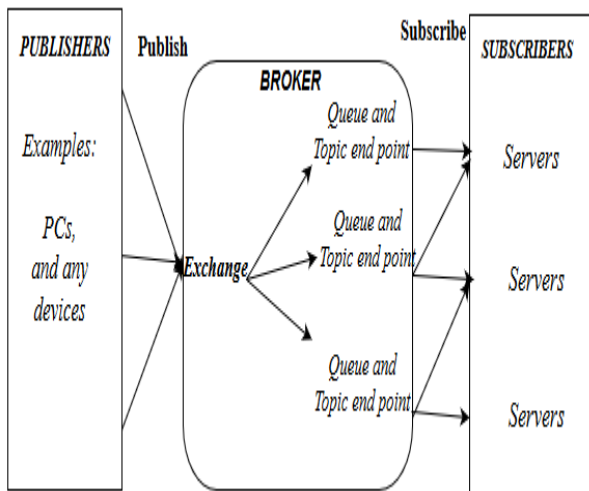 PUBLISHERS
Examples:
PCs,
and any
devices
Publish
BROKER
Exchange
Queue and
Topic end point
Queue and
Topic end point
Queue and
Topic end point
Subscribe
SUBSCRIBERS
Servers
Servers
Servers